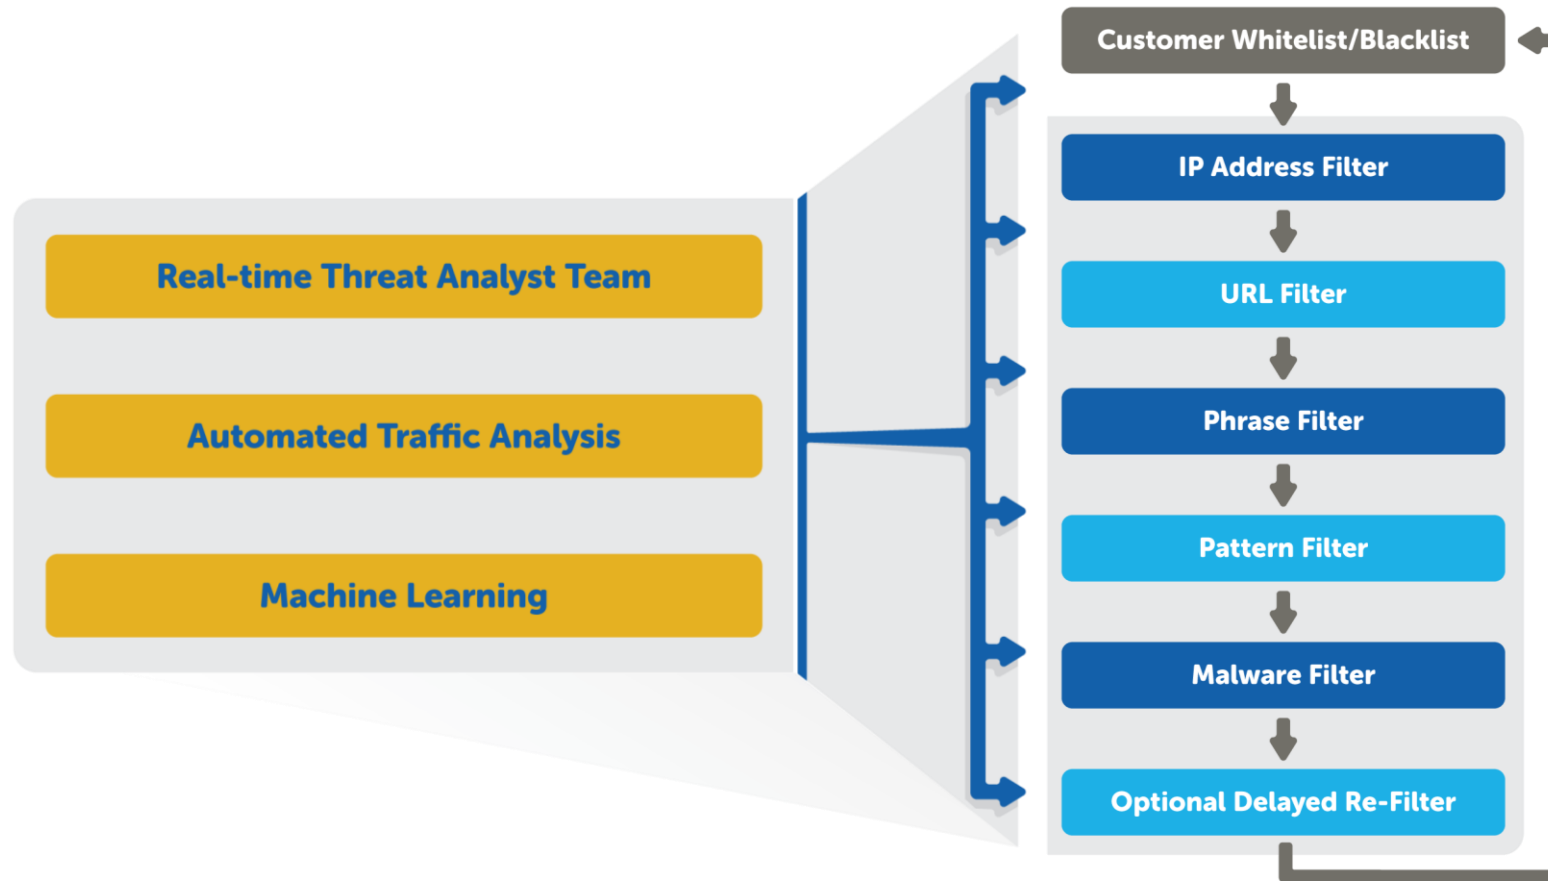 Real-time Threat Analyst Team
Automated Traffic Analysis
Machine Learning
Customer Whitelist/Blacklist
IP Address Filter
URL Filter
Phrase Filter
Pattern Filter
Malware Filter
Optional Delayed Re-Filter